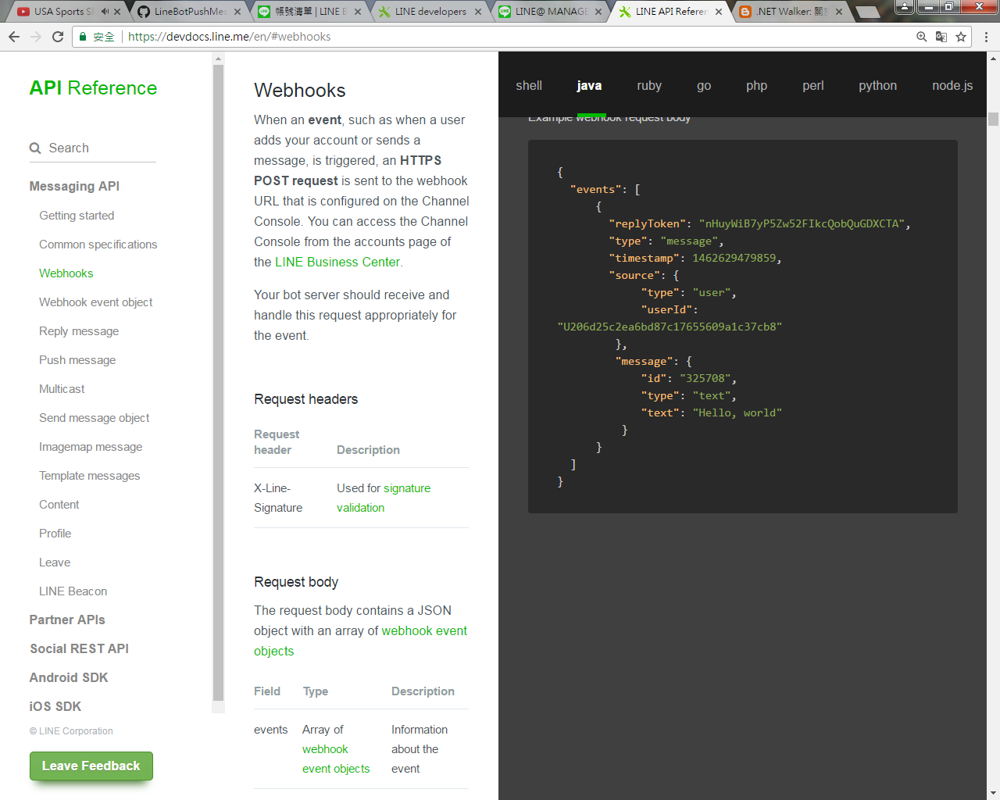 USA Sports S
LineBotPushMes
帳號清單 | LINE B
LINE developers
LINE@ MANAGE
LINE API Referen
.NET Walker: 關於
安全
https://devdocs.line.me/en/#webhooks
API Reference
Search
Messaging API
Getting started
Common specifications
Webhooks
Webhook event object
Reply message
Push message
Multicast
Send message object
Imagemap message
Template messages
Content
Profile
Leave
LINE Beacon
Partner APIs
Social REST API
Android SDK
iOS SDK
© LINE Corporation
Leave Feedback
Webhooks
When an event, such as when a user
adds your account or sends a
message, is triggered, an HTTPS
POST request is sent to the webhook
URL that is configured on the Channel
Console. You can access the Channel
Console from the accounts page of
the LINE Business Center.
Your bot server should receive and
handle this request appropriately for
the event.
Request headers
Request header
Description
X-Line-Signature
Used for signature validation
Request body
The request body contains a JSON
object with an array of webhook event
objects
Field Type Description
events
Array of webhook event objects
Information about the event
shell java ruby go php perl python node.js
Example webhook request body
{
"events": [
{
"replyToken": "nHuyWiB7yP5Zw52FIkcQobQuGDXCTA",
"type": "message",
"timestamp": 1462629479859,
"source": {
"type": "user",
"userId":
"U206d25c2ea6bd87c17655609a1c37cb8"
},
"message": {
"id": "325708",
"type": "text",
"text": "Hello, world"
}
}
]
}